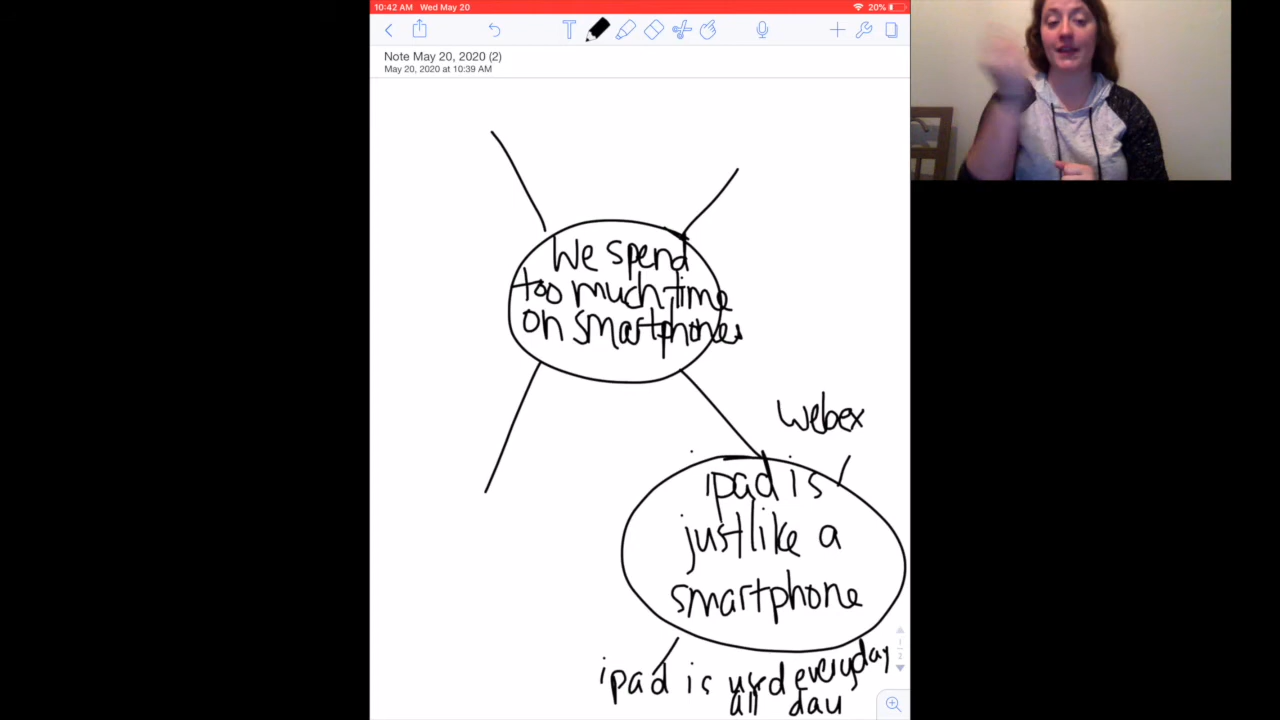 10:42 AM Wed May 20
20%
Note May 20, 2020 (2)
May 20, 2020 at 10:39 AM
We spend
too much time
on smartphones
webex
ipad is
just like a
smartphone
ipad is used everyday
all day
1
2